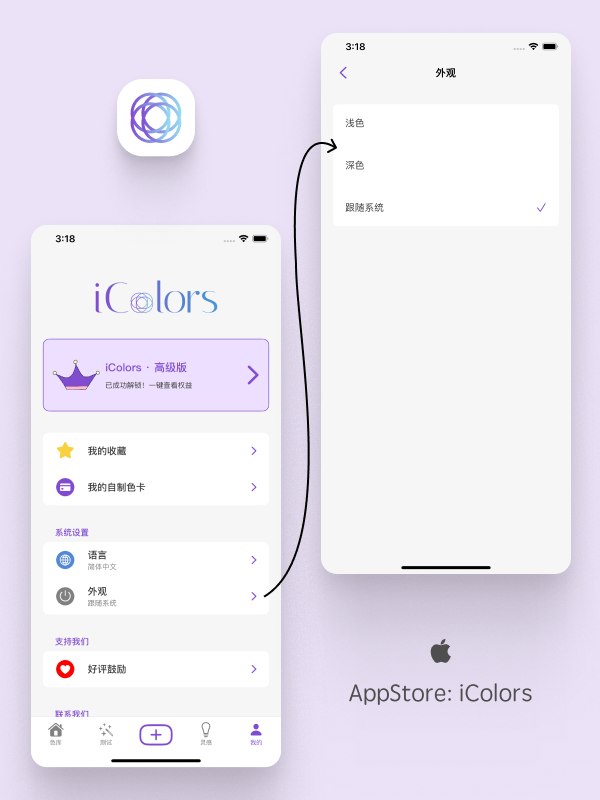 3:18
iColors
iColors · 高级版
已成功解锁！一键查看权益
我的收藏
我的自制色卡
系统设置
语言
简体中文
外观
跟随系统
支持我们
好评鼓励
联系我们
色库
测试
灵感
我的
3:18
外观
浅色
深色
跟随系统
AppStore: iColors